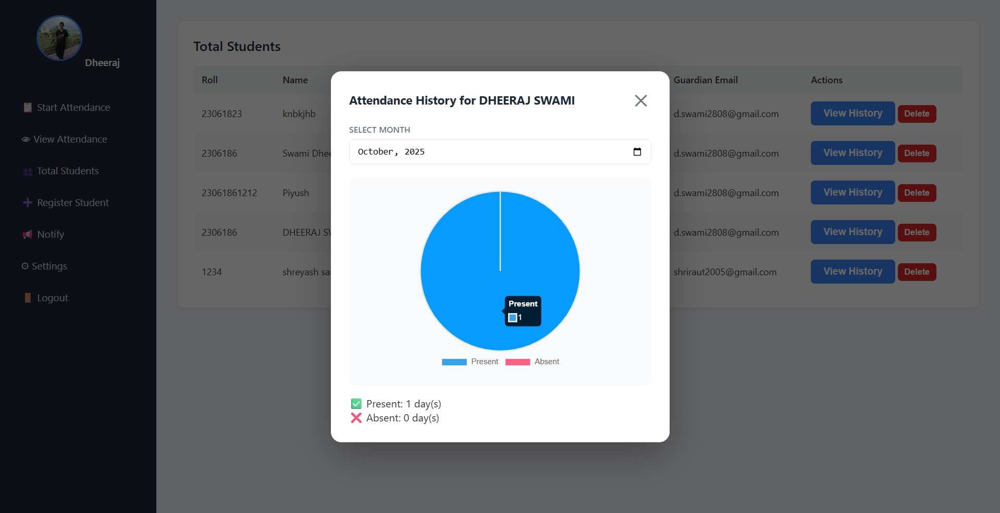 Dheeraj
Start Attendance
View Attendance
Total Students
Register Student
Notify
Settings
Logout
Total Students
Roll Name Guardian Email Actions
23061823 knbkjhb d.swami2808@gmail.com View History Delete
2306186 Swami d.swami2808@gmail.com View History Delete
23061861212 Piyush d.swami2808@gmail.com View History Delete
2306186 DHEERAJ d.swami2808@gmail.com View History Delete
1234 shreyash shriraut2005@gmail.com View History Delete
Attendance History for DHEERAJ SWAMI
SELECT MONTH
October, 2025
Present
1
Present Absent
Present: 1 day(s)
Absent: 0 day(s)